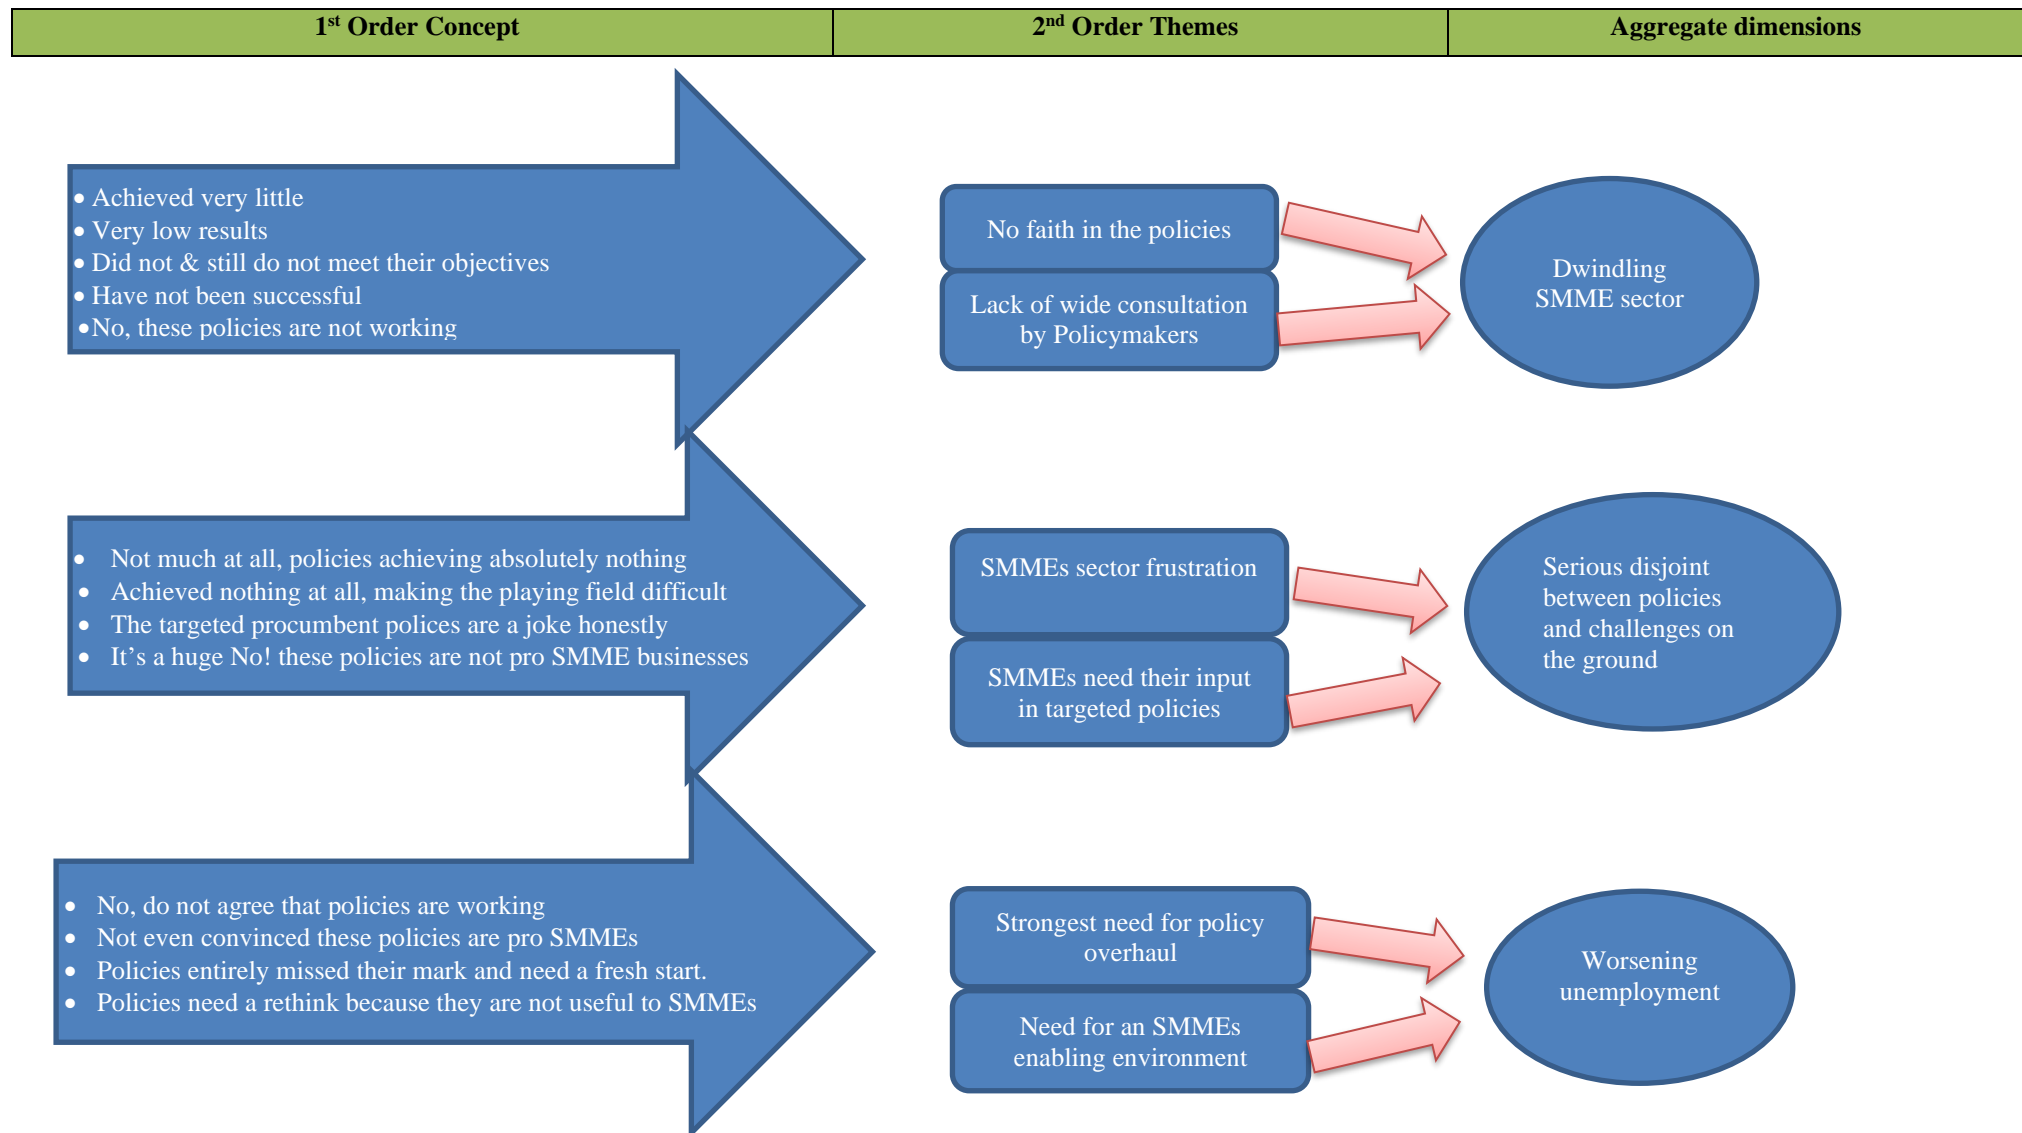 1st Order Concept
2nd Order Themes
Aggregate dimensions
• Achieved very little
• Very low results
• Did not & still do not meet their objectives
• Have not been successful
• No, these policies are not working
No faith in the policies
Lack of wide consultation
by Policymakers
Dwindling
SMME sector
• Not much at all, policies achieving absolutely nothing
• Achieved nothing at all, making the playing field difficult
• The targeted procumbent polices are a joke honestly
• It's a huge No! these policies are not pro SMME businesses
SMMEs sector frustration
SMMEs need their input
in targeted policies
Serious disjoint
between policies
and challenges on
the ground
• No, do not agree that policies are working
• Not even convinced these policies are pro SMMEs
• Policies entirely missed their mark and need a fresh start.
• Policies need a rethink because they are not useful to SMMEs
Strongest need for policy
overhaul
Need for an SMMEs
enabling environment
Worsening
unemployment